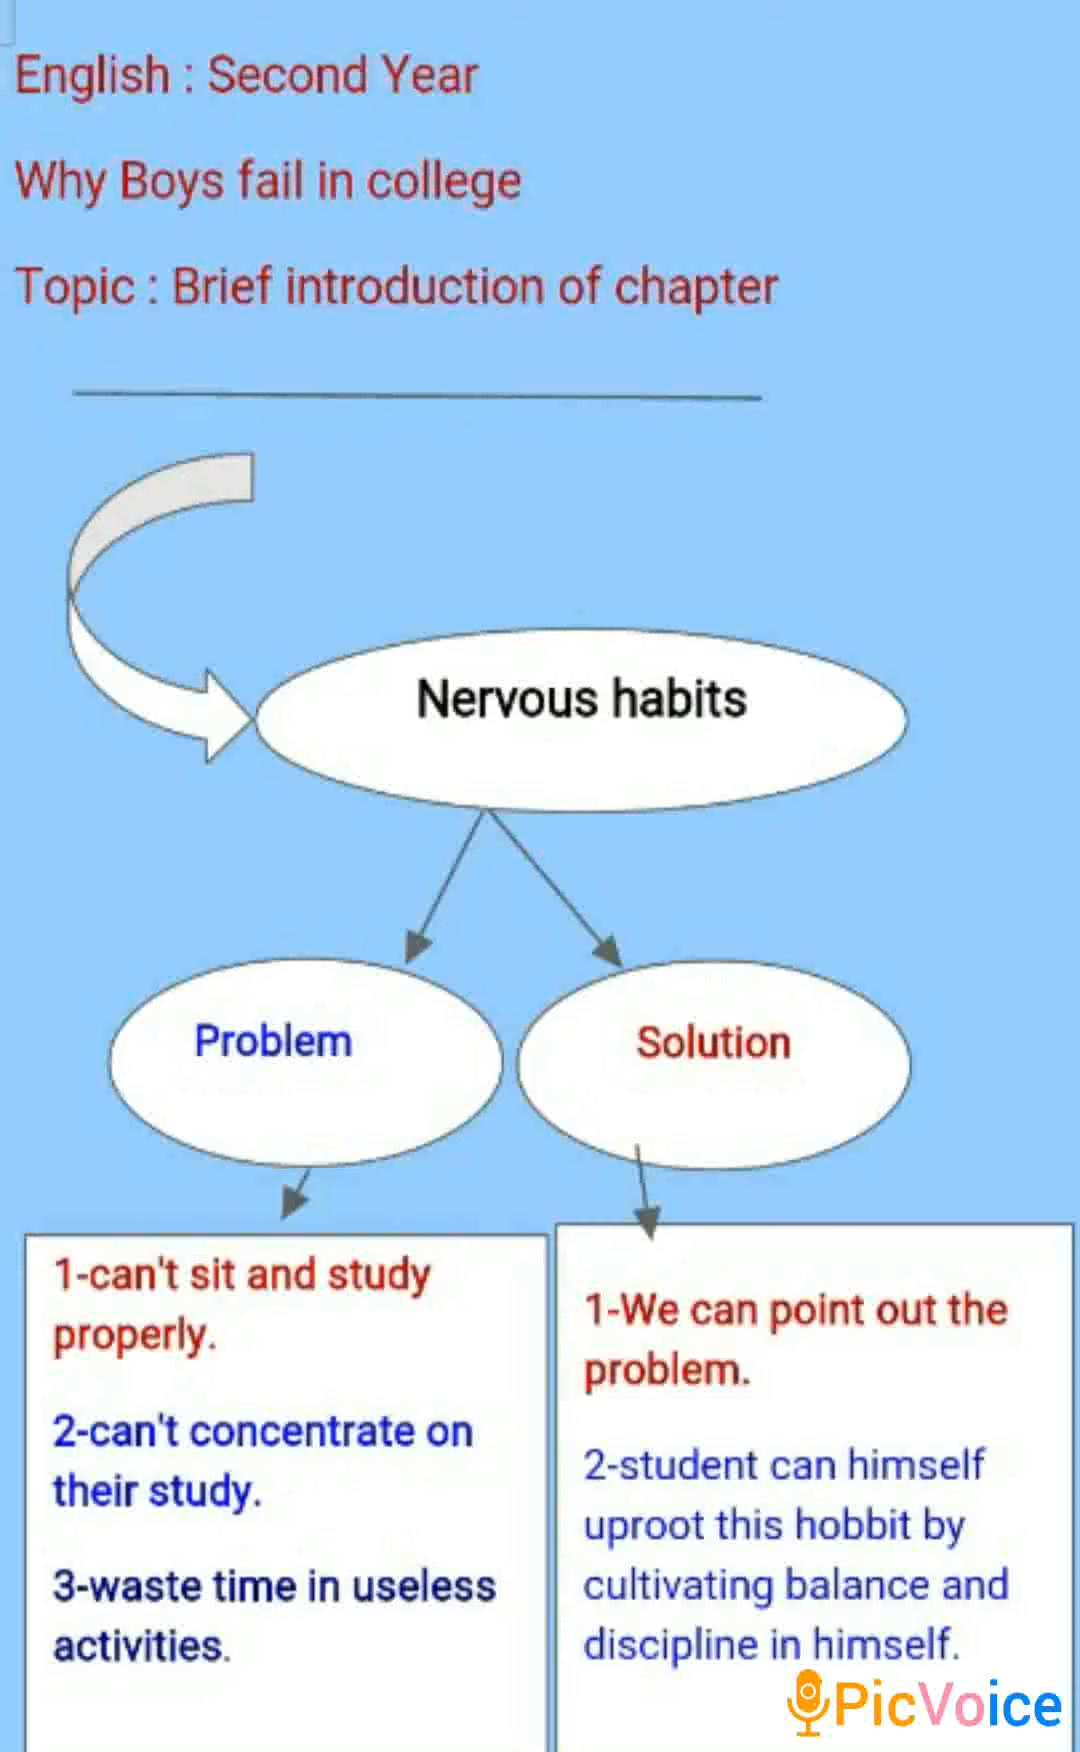 English : Second Year
Why Boys fail in college
Topic : Brief introduction of chapter
Nervous habits
Problem
Solution
1-can't sit and study
properly.
2-can't concentrate on
their study.
3-waste time in useless
activities.
1-We can point out the
problem.
2-student can himself
uproot this hobbit by
cultivating balance and
discipline in himself.
PicVoice